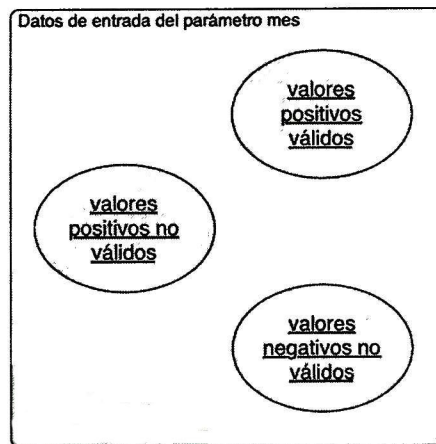 Datos de entrada del parámetro mes
valores
positivos
válidos
valores
positivos no
válidos
valores
negativos no
válidos